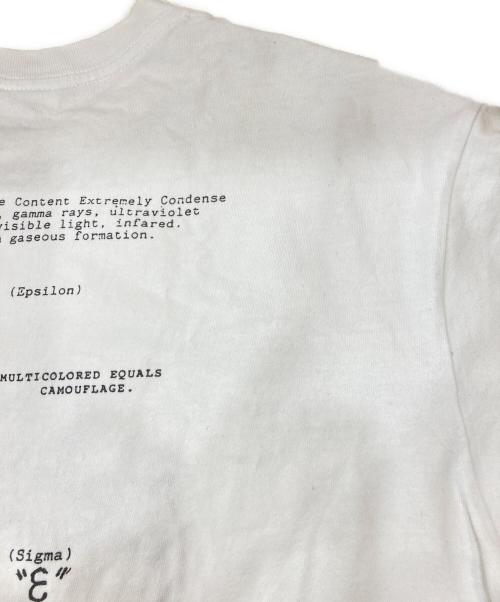 e Content Extremely Condense
, gamma rays, ultraviolet
visible light, infared.
gaseous formation.
(Epsilon)
MULTICOLORED EQUALS
CAMOUFLAGE.
(Sigma)
"ε"